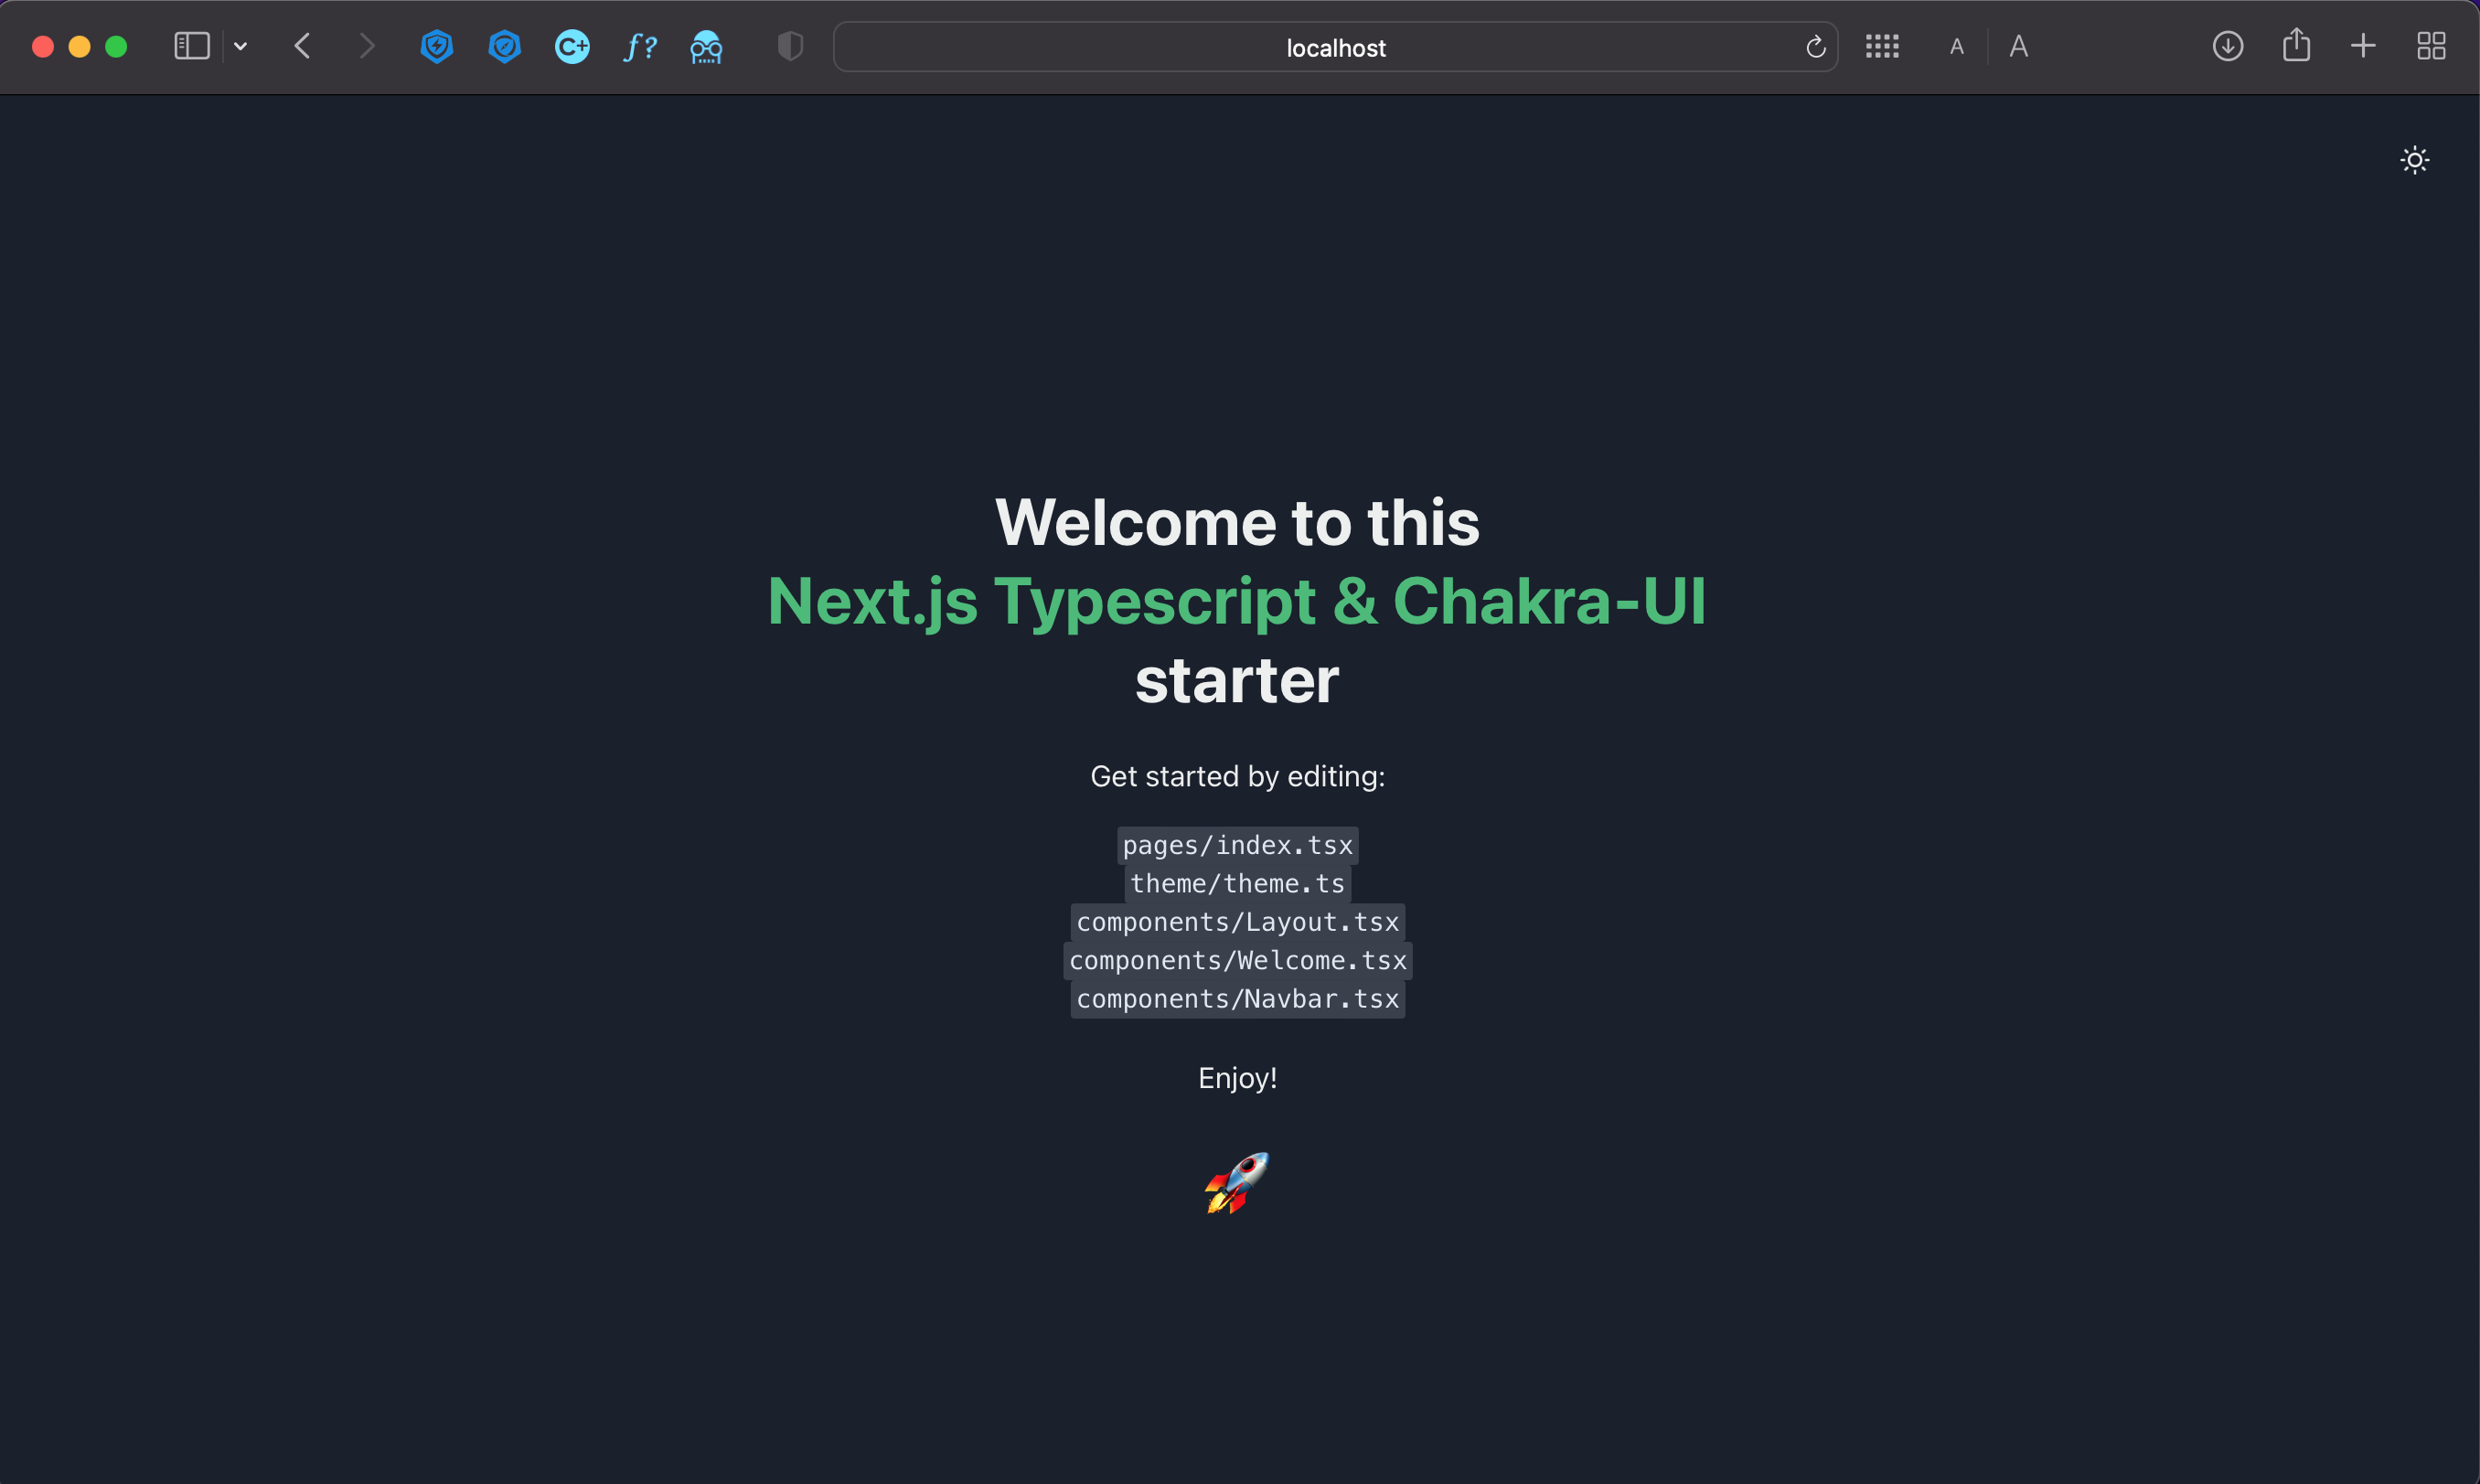 localhost
A A
Welcome to this
Next.js Typescript & Chakra-UI
starter
Get started by editing:
pages/index.tsx
theme/theme.ts
components/Layout.tsx
components/Welcome.tsx
components/Navbar.tsx
Enjoy!